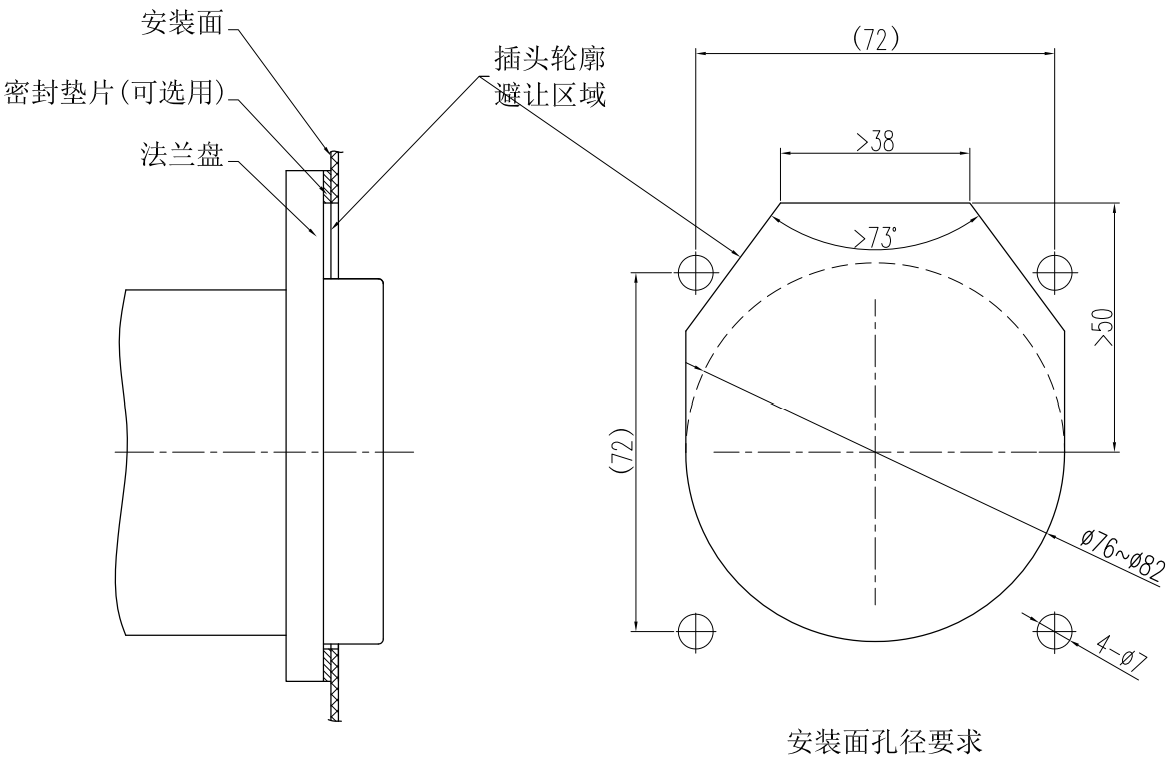 安装面
密封垫片(可选用)
法兰盘
插头轮廓
避让区域
(72)
>38
>73°
>50
(72)
ø76~ø82
4-ø7
安装面孔径要求